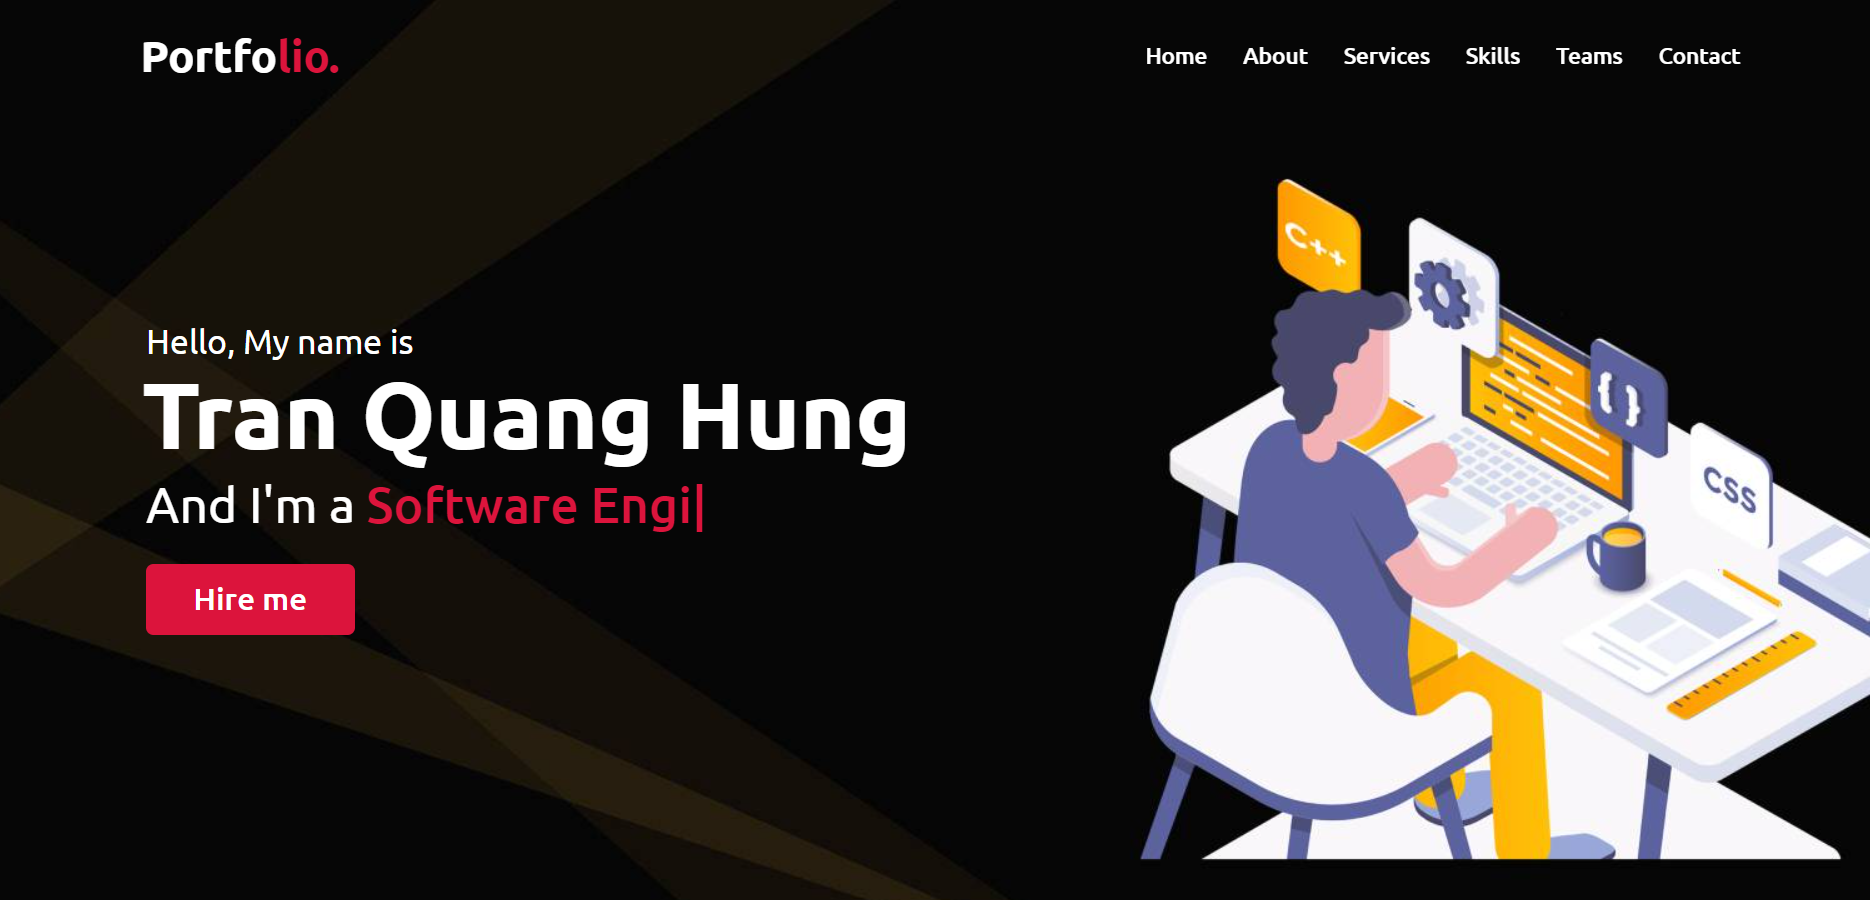 Portfolio.
Home About Services Skills Teams Contact
Hello, My name is
Tran Quang Hung
And I'm a Software Engi|
Hire me
C++
{}
CSS